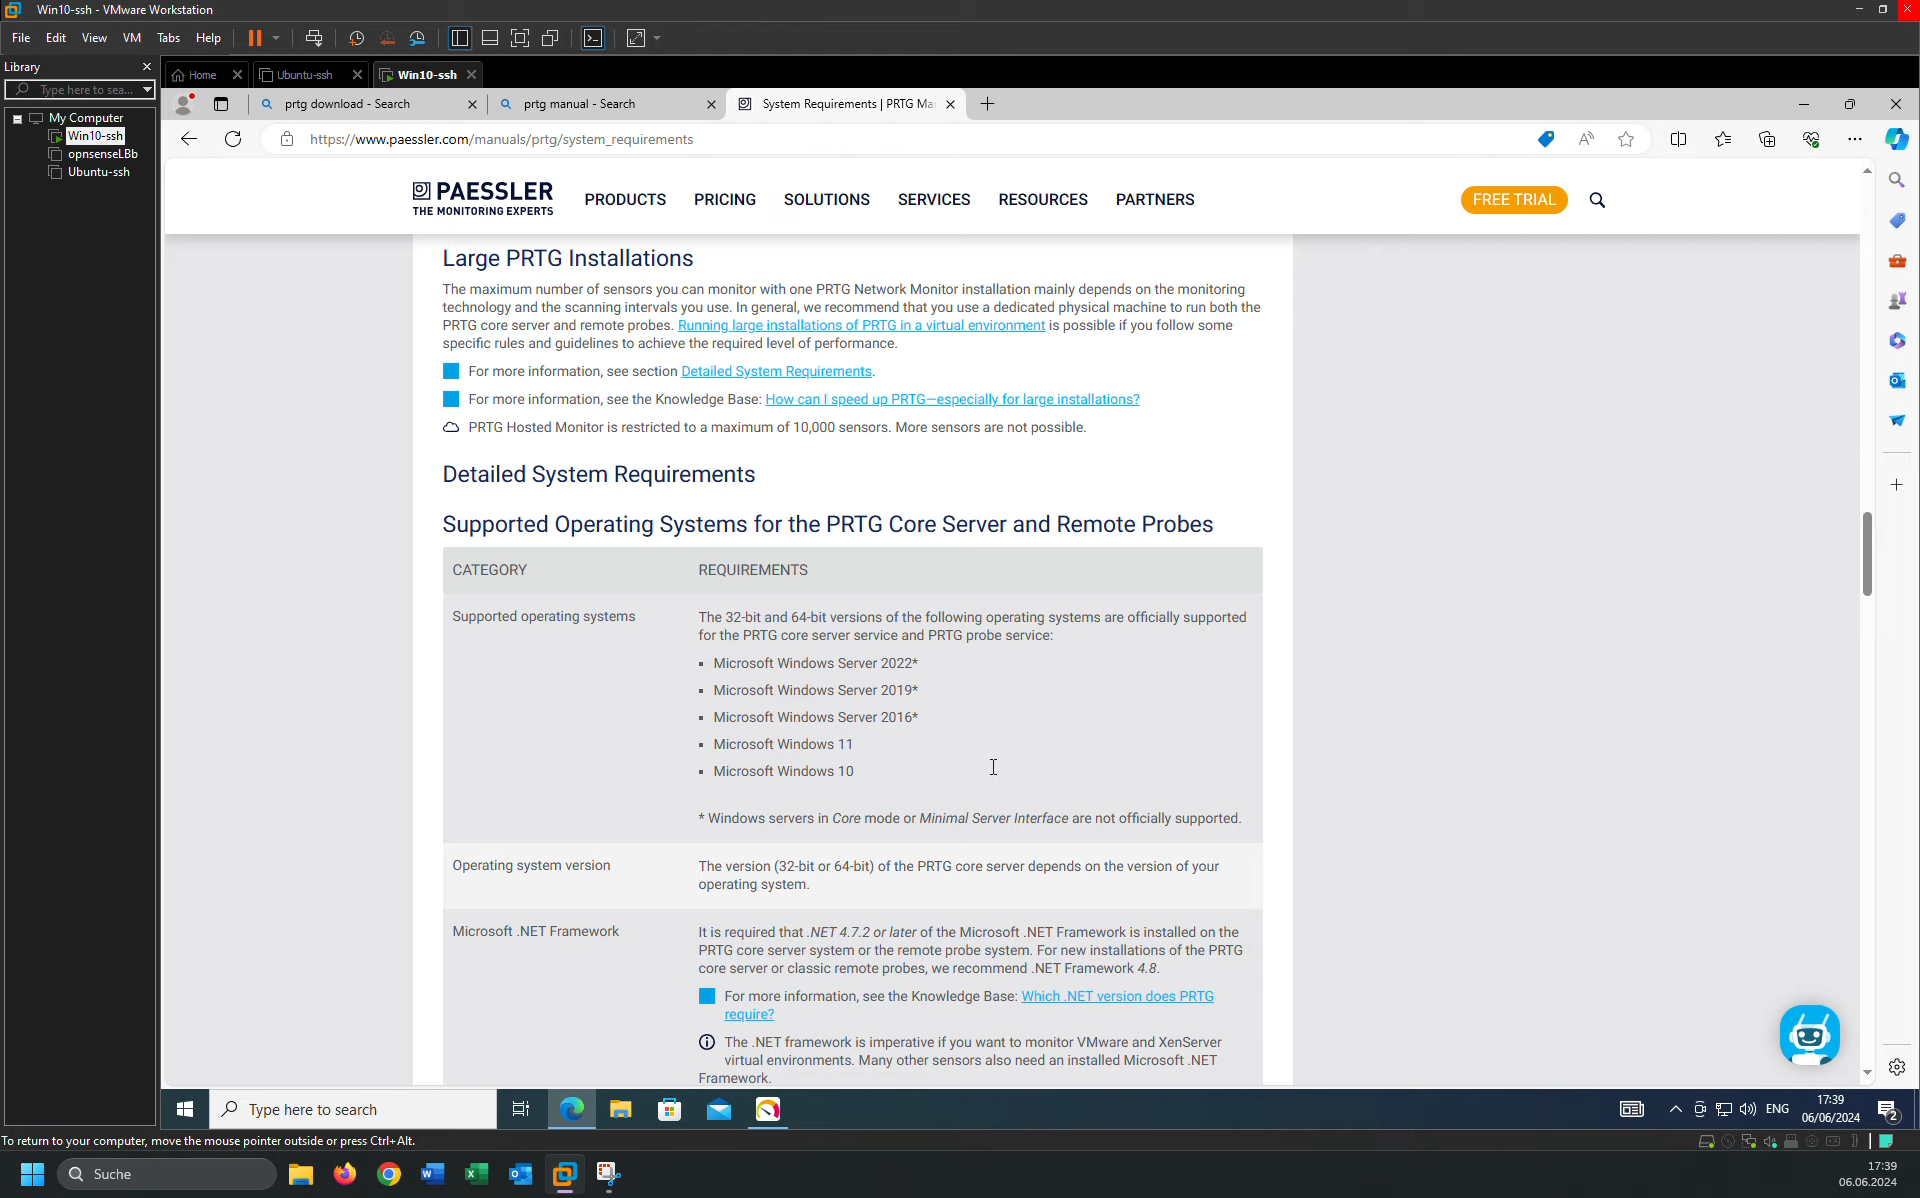 Win10-ssh - VMware Workstation
File Edit View VM Tabs Help
Library
Type here to sea...
My Computer
Win10-ssh
opnsenseLBb
Ubuntu-ssh
Home Ubuntu-ssh Win10-ssh
prtg download - Search prtg manual - Search System Requirements | PRTG Ma
https://www.paessler.com/manuals/prtg/system_requirements
PAESSLER
THE MONITORING EXPERTS
PRODUCTS PRICING SOLUTIONS SERVICES RESOURCES PARTNERS
FREE TRIAL
Large PRTG Installations
The maximum number of sensors you can monitor with one PRTG Network Monitor installation mainly depends on the monitoring
technology and the scanning intervals you use. In general, we recommend that you use a dedicated physical machine to run both the
PRTG core server and remote probes. Running large installations of PRTG in a virtual environment is possible if you follow some
specific rules and guidelines to achieve the required level of performance.
For more information, see section Detailed System Requirements.
For more information, see the Knowledge Base: How can I speed up PRTG—especially for large installations?
PRTG Hosted Monitor is restricted to a maximum of 10,000 sensors. More sensors are not possible.
Detailed System Requirements
Supported Operating Systems for the PRTG Core Server and Remote Probes
CATEGORY REQUIREMENTS
Supported operating systems
The 32-bit and 64-bit versions of the following operating systems are officially supported
for the PRTG core server service and PRTG probe service:
▪ Microsoft Windows Server 2022*
▪ Microsoft Windows Server 2019*
▪ Microsoft Windows Server 2016*
▪ Microsoft Windows 11
▪ Microsoft Windows 10
* Windows servers in Core mode or Minimal Server Interface are not officially supported.
Operating system version
The version (32-bit or 64-bit) of the PRTG core server depends on the version of your
operating system.
Microsoft .NET Framework
It is required that .NET 4.7.2 or later of the Microsoft .NET Framework is installed on the
PRTG core server system or the remote probe system. For new installations of the PRTG
core server or classic remote probes, we recommend .NET Framework 4.8.
For more information, see the Knowledge Base: Which .NET version does PRTG
require?
The .NET framework is imperative if you want to monitor VMware and XenServer
virtual environments. Many other sensors also need an installed Microsoft .NET
Framework.
Type here to search
ENG
17:39
06/06/2024
2
To return to your computer, move the mouse pointer outside or press Ctrl+Alt.
Suche
17:39
06.06.2024